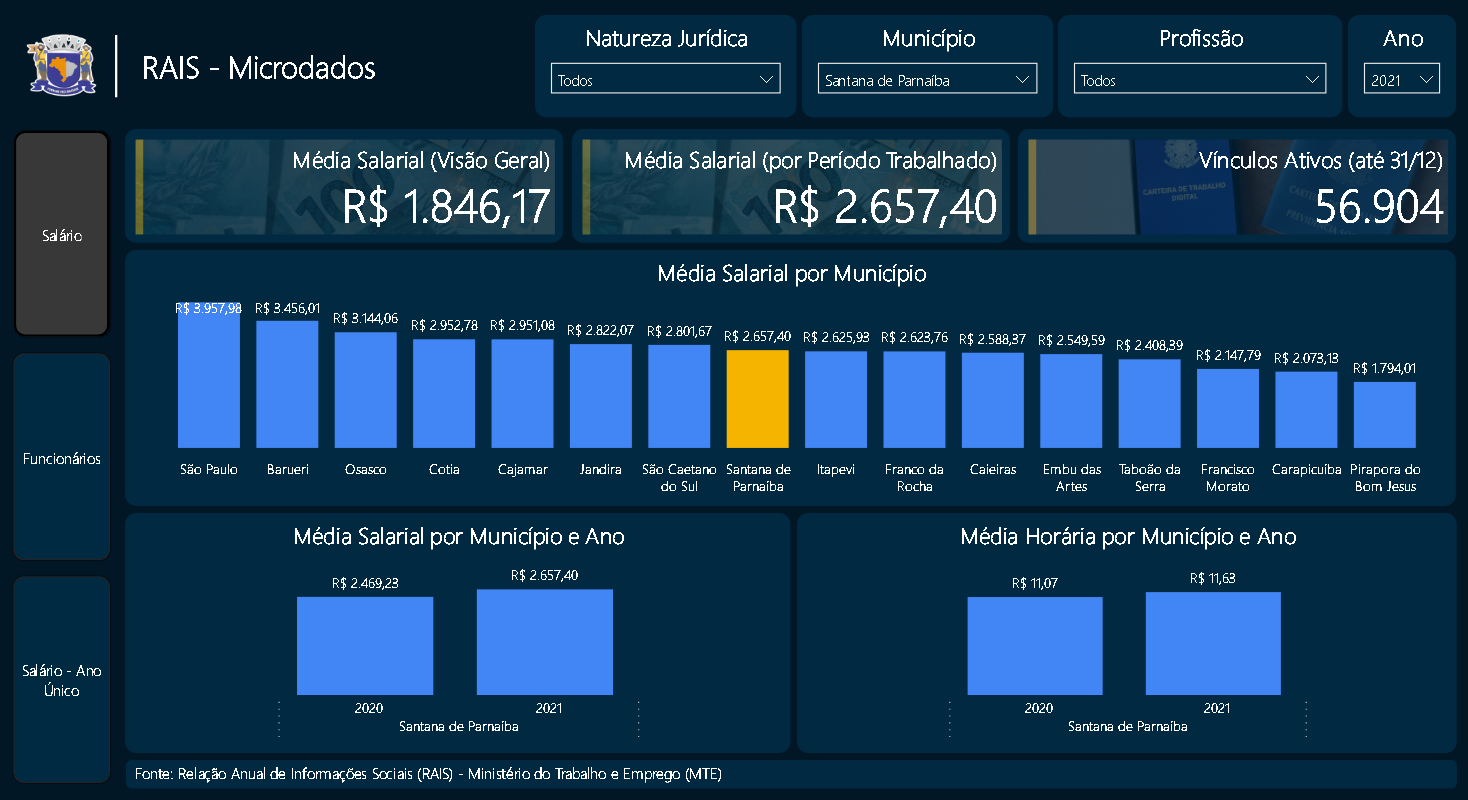 RAIS - Microdados
Natureza Jurídica
Todos
Município
Santana de Parnaíba
Profissão
Todos
Ano
2021
Salário
Funcionários
Salário - Ano
Único
Média Salarial (Visão Geral)
R$ 1.846,17
Média Salarial (por Período Trabalhado)
R$ 2.657,40
Vínculos Ativos (até 31/12)
56.904
CARTEIRA DE TRABALHO
DIGITAL
Média Salarial por Município
R$ 3.957,98 R$ 3.456,01 R$ 3.144,06 R$ 2.952,78 R$ 2.951,08 R$ 2.822,07 R$ 2.801,67 R$ 2.657,40 R$ 2.625,93 R$ 2.623,76 R$ 2.588,37 R$ 2.549,59 R$ 2.408,39 R$ 2.147,79 R$ 2.073,13 R$ 1.794,01
São Paulo Barueri Osasco Cotia Cajamar Jandira São Caetano Santana de Itapevi Franco da Caieiras Embu das Taboão da Francisco Carapicuíba Pirapora do
do Sul Parnaíba Rocha Artes Serra Morato Bom Jesus
Média Salarial por Município e Ano
R$ 2.469,23 R$ 2.657,40
2020 2021
Santana de Parnaíba
Média Horária por Município e Ano
R$ 11,07 R$ 11,63
2020 2021
Santana de Parnaíba
Fonte: Relação Anual de Informações Sociais (RAIS) - Ministério do Trabalho e Emprego (MTE)